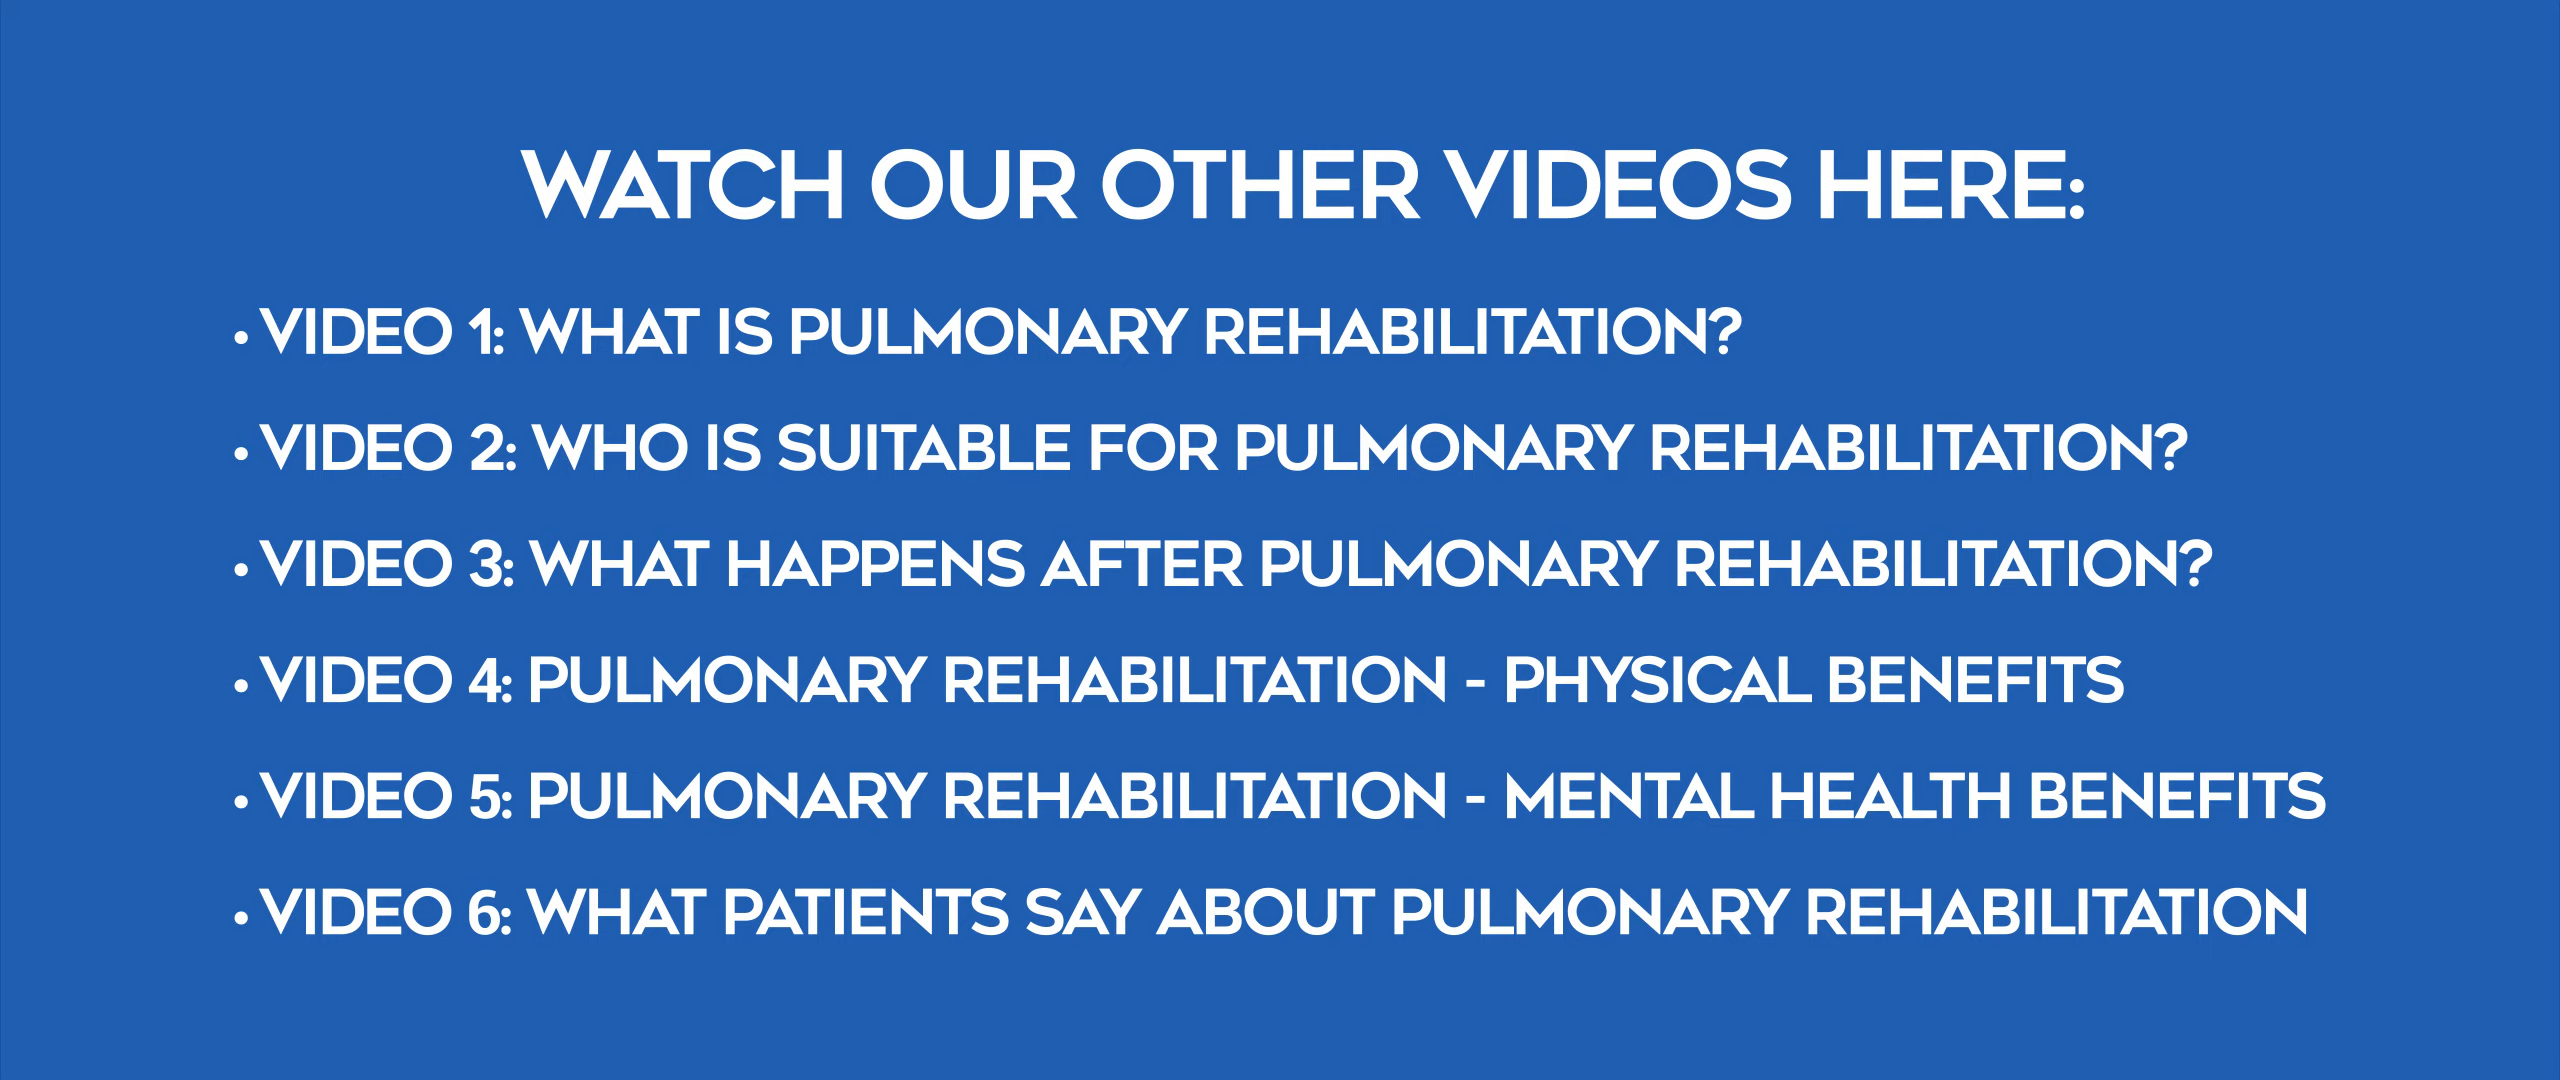 WATCH OUR OTHER VIDEOS HERE:
• VIDEO 1: WHAT IS PULMONARY REHABILITATION?
• VIDEO 2: WHO IS SUITABLE FOR PULMONARY REHABILITATION?
• VIDEO 3: WHAT HAPPENS AFTER PULMONARY REHABILITATION?
• VIDEO 4: PULMONARY REHABILITATION - PHYSICAL BENEFITS
• VIDEO 5: PULMONARY REHABILITATION - MENTAL HEALTH BENEFITS
• VIDEO 6: WHAT PATIENTS SAY ABOUT PULMONARY REHABILITATION